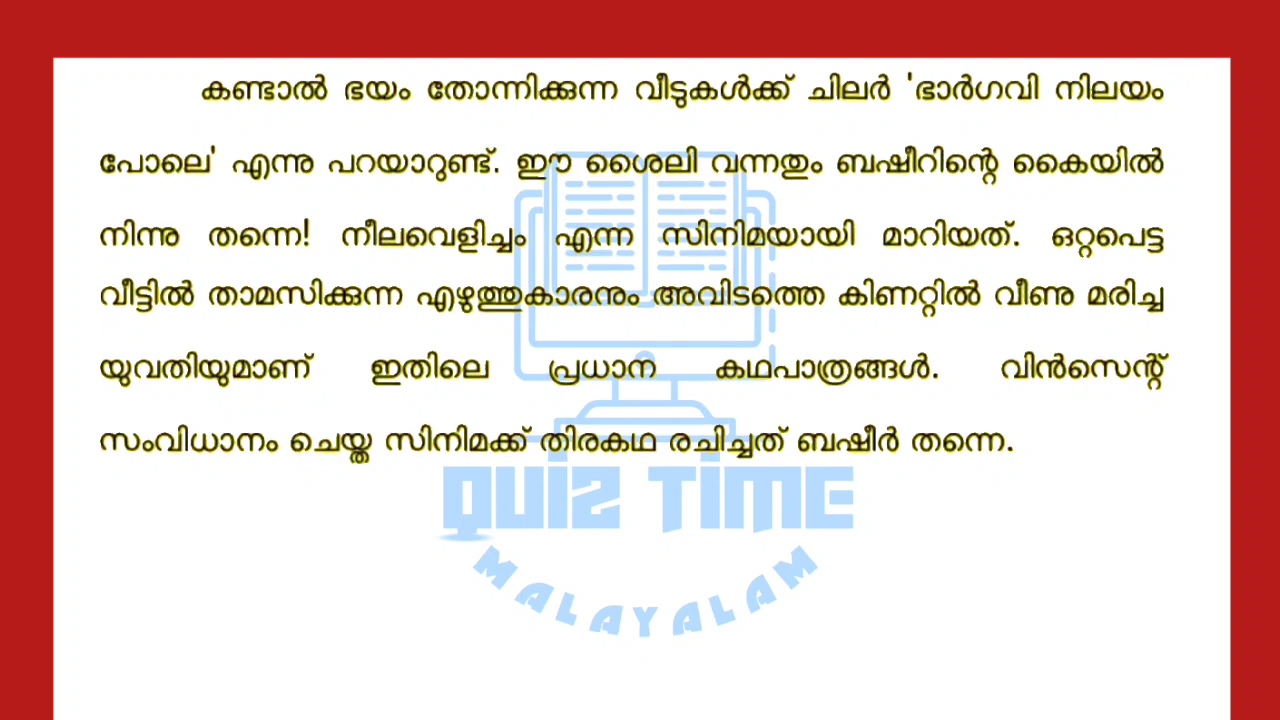 കണ്ടാൽ ഭയം തോന്നിക്കുന്ന വീടുകൾക്ക് ചിലർ 'ഭാർഗവി നിലയം
പോലെ' എന്നു പറയാറുണ്ട്. ഈ ശൈലി വന്നതും ബഷീറിന്റെ കൈയിൽ
നിന്നു തന്നെ! നീലവെളിച്ചം എന്ന സിനിമയായി മാറിയത്. ഒറ്റപെട്ട
വീട്ടിൽ താമസിക്കുന്ന എഴുത്തുകാരനും അവിടത്തെ കിണറ്റിൽ വീണു മരിച്ച
യുവതിയുമാണ് ഇതിലെ പ്രധാന കഥപാത്രങ്ങൾ. വിൻസെന്റ്
സംവിധാനം ചെയ്ത സിനിമക്ക് തിരകഥ രചിച്ചത് ബഷീർ തന്നെ.
QUIZ TIME
MALAYALAM